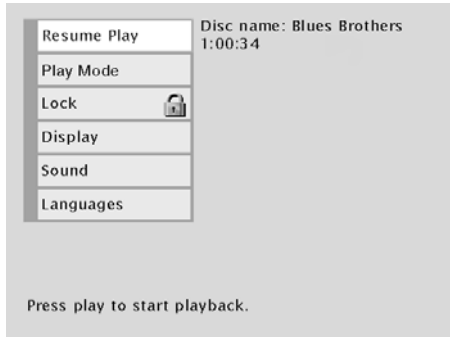 Resume Play
Disc name: Blues Brothers
1:00:34
Play Mode
Lock
Display
Sound
Languages
Press play to start playback.